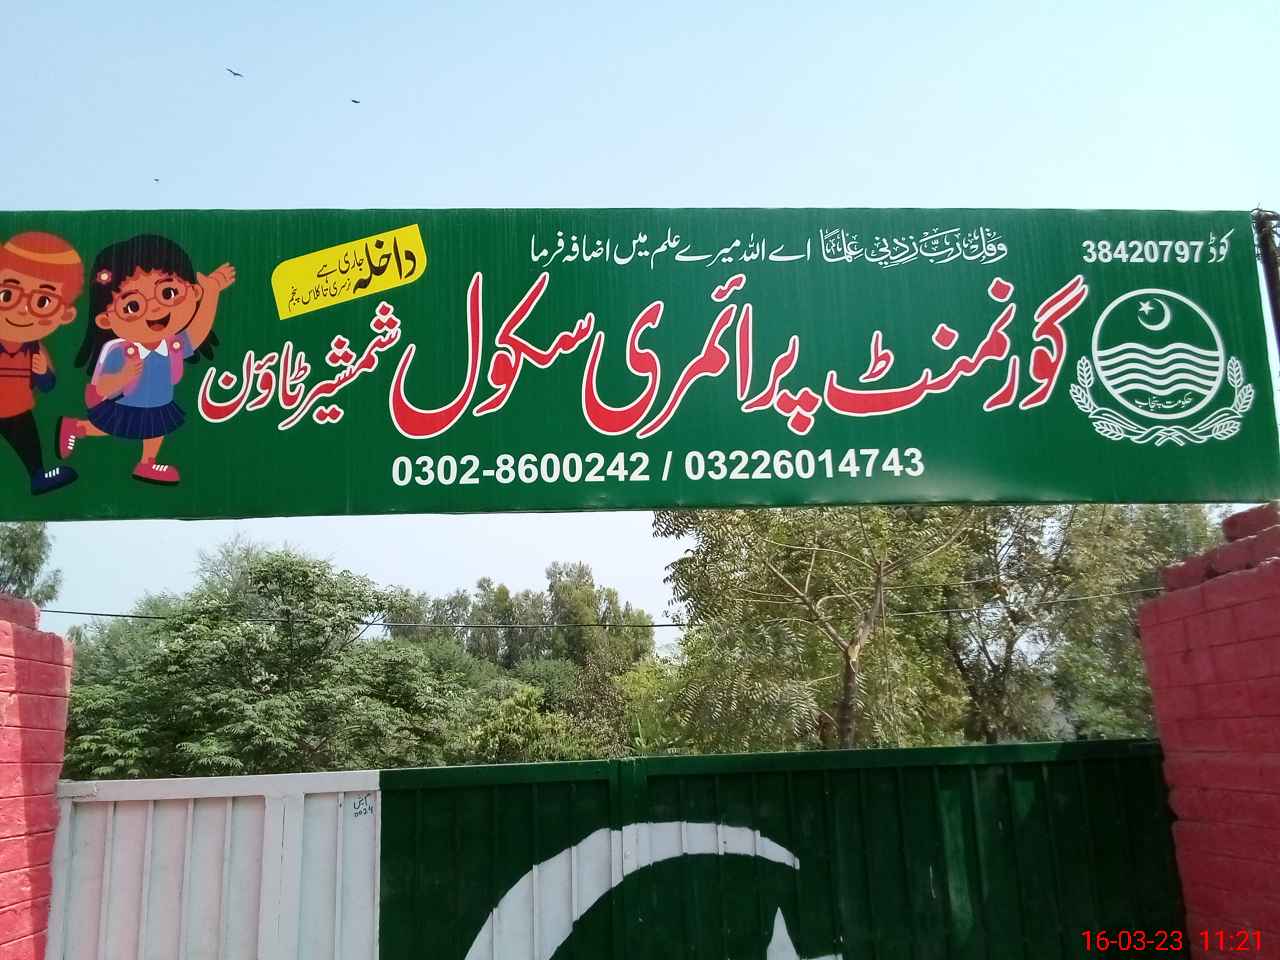 کوڈ 38420797
وَقُلْ رَبِّ زِدْنِي عِلْمًا اے اللہ میرے علم میں اضافہ فرما
داخلہ جاری ہے
نرسری تا کلاس پنجم
گورنمنٹ پرائمری سکول شمشیر ٹاؤن
حکومت پنجاب
0302-8600242 / 03226014743
0024
16-03-23 11:21